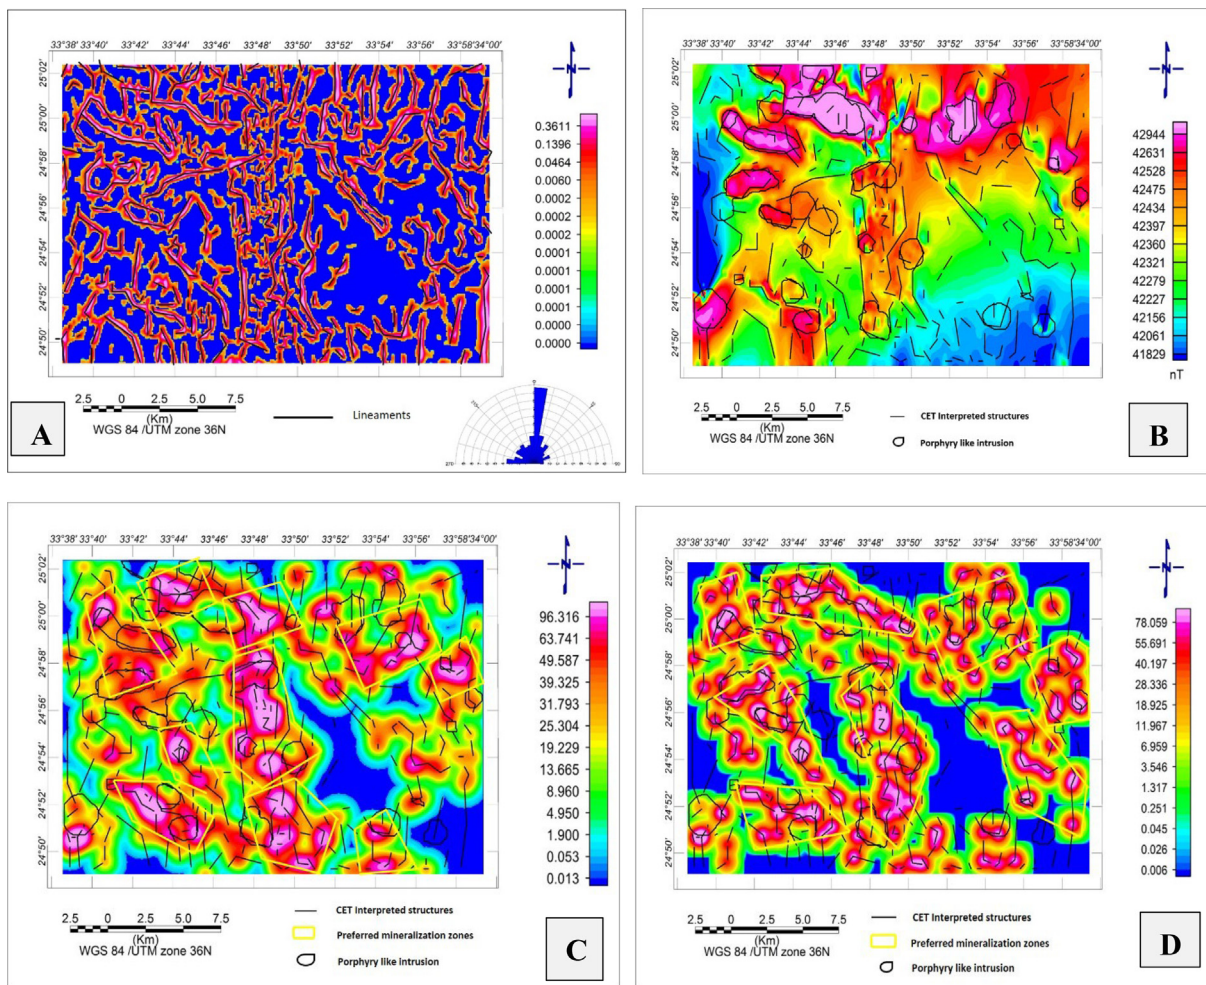 33°38' 33°40' 33°42' 33°44' 33°46' 33°48' 33°50' 33°52' 33°54' 33°56' 33°58'34°00'
25°02'
25°00'
24°58'
24°56'
24°54'
24°52'
24°50'
N
0.3611
0.1396
0.0464
0.0060
0.0002
0.0002
0.0001
0.0001
0.0001
0.0001
0.0000
0.0000
2.5 0 2.5 5.0 7.5
(Km)
WGS 84 /UTM zone 36N
Lineaments
0
270
A
33°38' 33°40' 33°42' 33°44' 33°46' 33°48' 33°50' 33°52' 33°54' 33°56' 33°58'34°00'
25°02'
25°00'
24°58'
24°56'
24°54'
24°52'
24°50'
N
Z
42944
42631
42528
42475
42434
42397
42360
42321
42279
42227
42156
42061
41829
nT
2.5 0 2.5 5.0 7.5
(Km)
WGS 84 /UTM zone 36N
CET Interpreted structures
Porphyry like intrusion
B
33°38' 33°40' 33°42' 33°44' 33°46' 33°48' 33°50' 33°52' 33°54' 33°56' 33°58'34°00'
25°02'
25°00'
24°58'
24°56'
24°54'
24°52'
24°50'
N
Z
96.316
63.741
49.587
39.325
31.793
25.304
19.229
13.665
8.960
4.950
1.900
0.053
0.013
2.5 0 2.5 5.0 7.5
(Km)
WGS 84 /UTM zone 36N
CET Interpreted structures
Preferred mineralization zones
Porphyry like intrusion
C
33°38' 33°40' 33°42' 33°44' 33°46' 33°48' 33°50' 33°52' 33°54' 33°56' 33°58'34°00'
25°02'
25°00'
24°58'
24°56'
24°54'
24°52'
24°50'
N
Z
78.059
55.691
40.197
28.336
18.925
11.967
6.959
3.546
1.317
0.251
0.045
0.026
0.006
2.5 0 2.5 5.0 7.5
(Km)
WGS 84 /UTM zone 36N
CET Interpreted structures
Preferred mineralization zones
Porphyry like intrusion
D